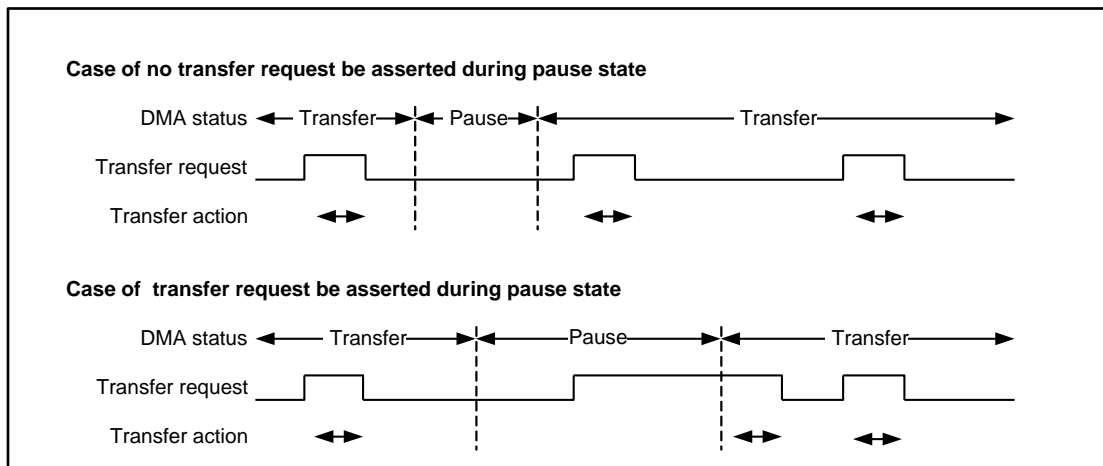 Case of no transfer request be asserted during pause state
DMA status Transfer Pause Transfer
Transfer request
Transfer action
Case of transfer request be asserted during pause state
DMA status Transfer Pause Transfer
Transfer request
Transfer action